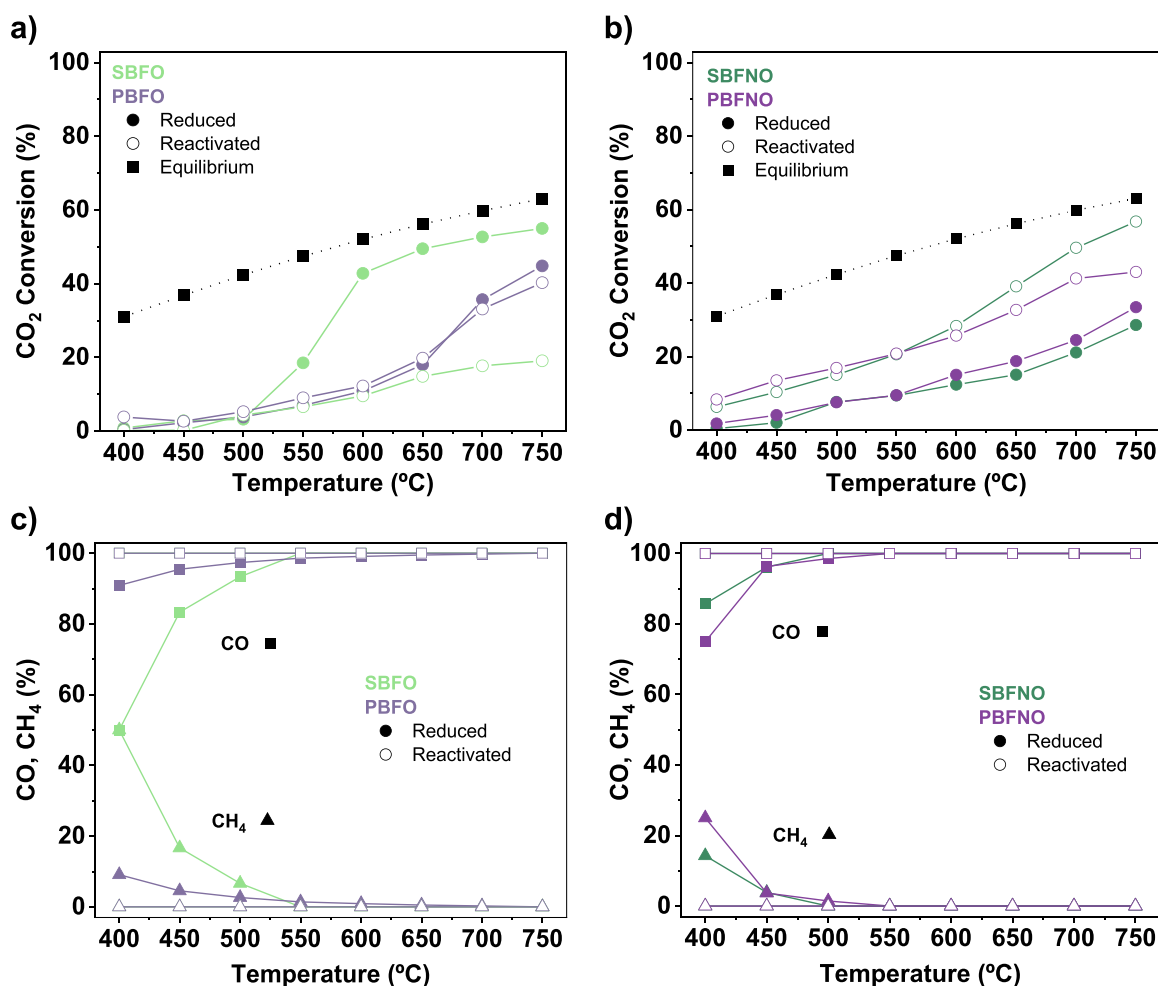 a)
100
80
60
40
20
0
CO₂ Conversion (%)
SBFO
PBFO
Reduced
Reactivated
Equilibrium
400 450 500 550 600 650 700 750
Temperature (ºC)
b)
100
80
60
40
20
0
CO₂ Conversion (%)
SBFNO
PBFNO
Reduced
Reactivated
Equilibrium
400 450 500 550 600 650 700 750
Temperature (ºC)
c)
100
80
60
40
20
0
CO, CH₄ (%)
CO
SBFO
PBFO
Reduced
Reactivated
CH₄
400 450 500 550 600 650 700 750
Temperature (ºC)
d)
100
80
60
40
20
0
CO, CH₄ (%)
CO
SBFNO
PBFNO
Reduced
Reactivated
CH₄
400 450 500 550 600 650 700 750
Temperature (ºC)